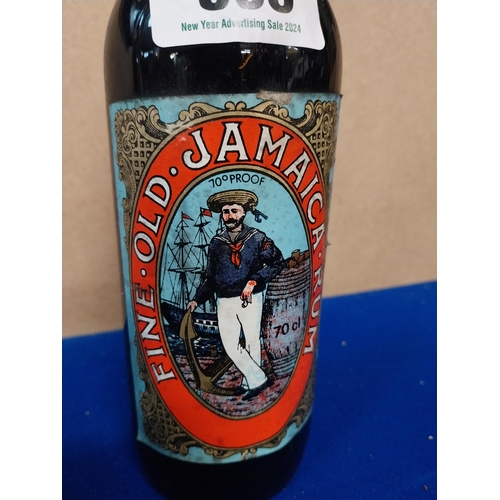 New Year Advertising Sale 2024
FINE·OLD·JAMAICA·RUM
70° PROOF
70 cl